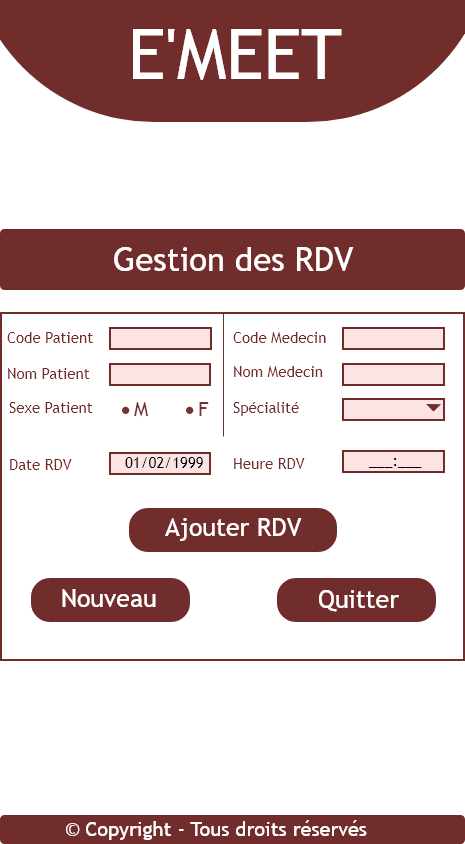 E'MEET
Gestion des RDV
Code Patient
Code Medecin
Nom Patient
Nom Medecin
Sexe Patient
M
F
Spécialité
Date RDV
01/02/1999
Heure RDV
___:___
Ajouter RDV
Nouveau
Quitter
© Copyright - Tous droits réservés